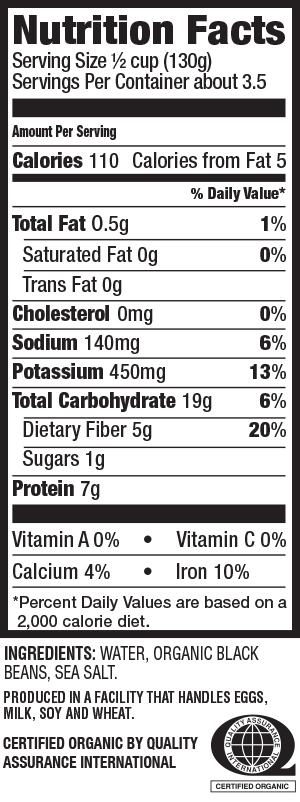 Nutrition Facts
Serving Size ½ cup (130g)
Servings Per Container about 3.5
Amount Per Serving
Calories 110 Calories from Fat 5
% Daily Value*
Total Fat 0.5g 1%
Saturated Fat 0g 0%
Trans Fat 0g
Cholesterol 0mg 0%
Sodium 140mg 6%
Potassium 450mg 13%
Total Carbohydrate 19g 6%
Dietary Fiber 5g 20%
Sugars 1g
Protein 7g
Vitamin A 0% • Vitamin C 0%
Calcium 4% • Iron 10%
*Percent Daily Values are based on a
2,000 calorie diet.
INGREDIENTS: WATER, ORGANIC BLACK
BEANS, SEA SALT.
PRODUCED IN A FACILITY THAT HANDLES EGGS,
MILK, SOY AND WHEAT.
CERTIFIED ORGANIC BY QUALITY
ASSURANCE INTERNATIONAL
QUALITY ASSURANCE
INTERNATIONAL
CERTIFIED ORGANIC